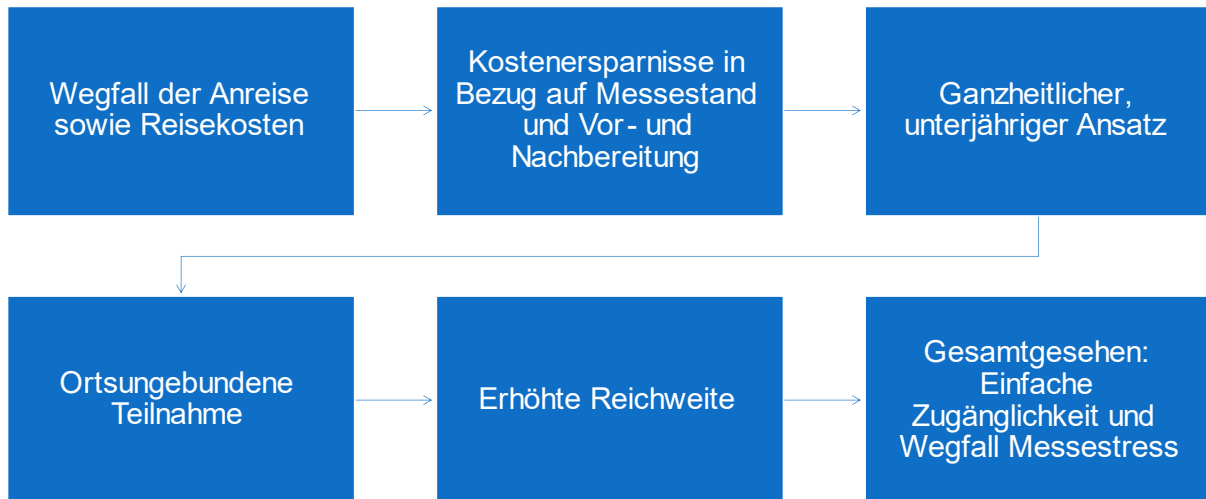 Wegfall der Anreise
sowie Reisekosten
Kostenersparnisse in
Bezug auf Messestand
und Vor- und
Nachbereitung
Ganzheitlicher,
unterjähriger Ansatz
Ortsungebundene
Teilnahme
Erhöhte Reichweite
Gesamtgesehen:
Einfache
Zugänglichkeit und
Wegfall Messestress